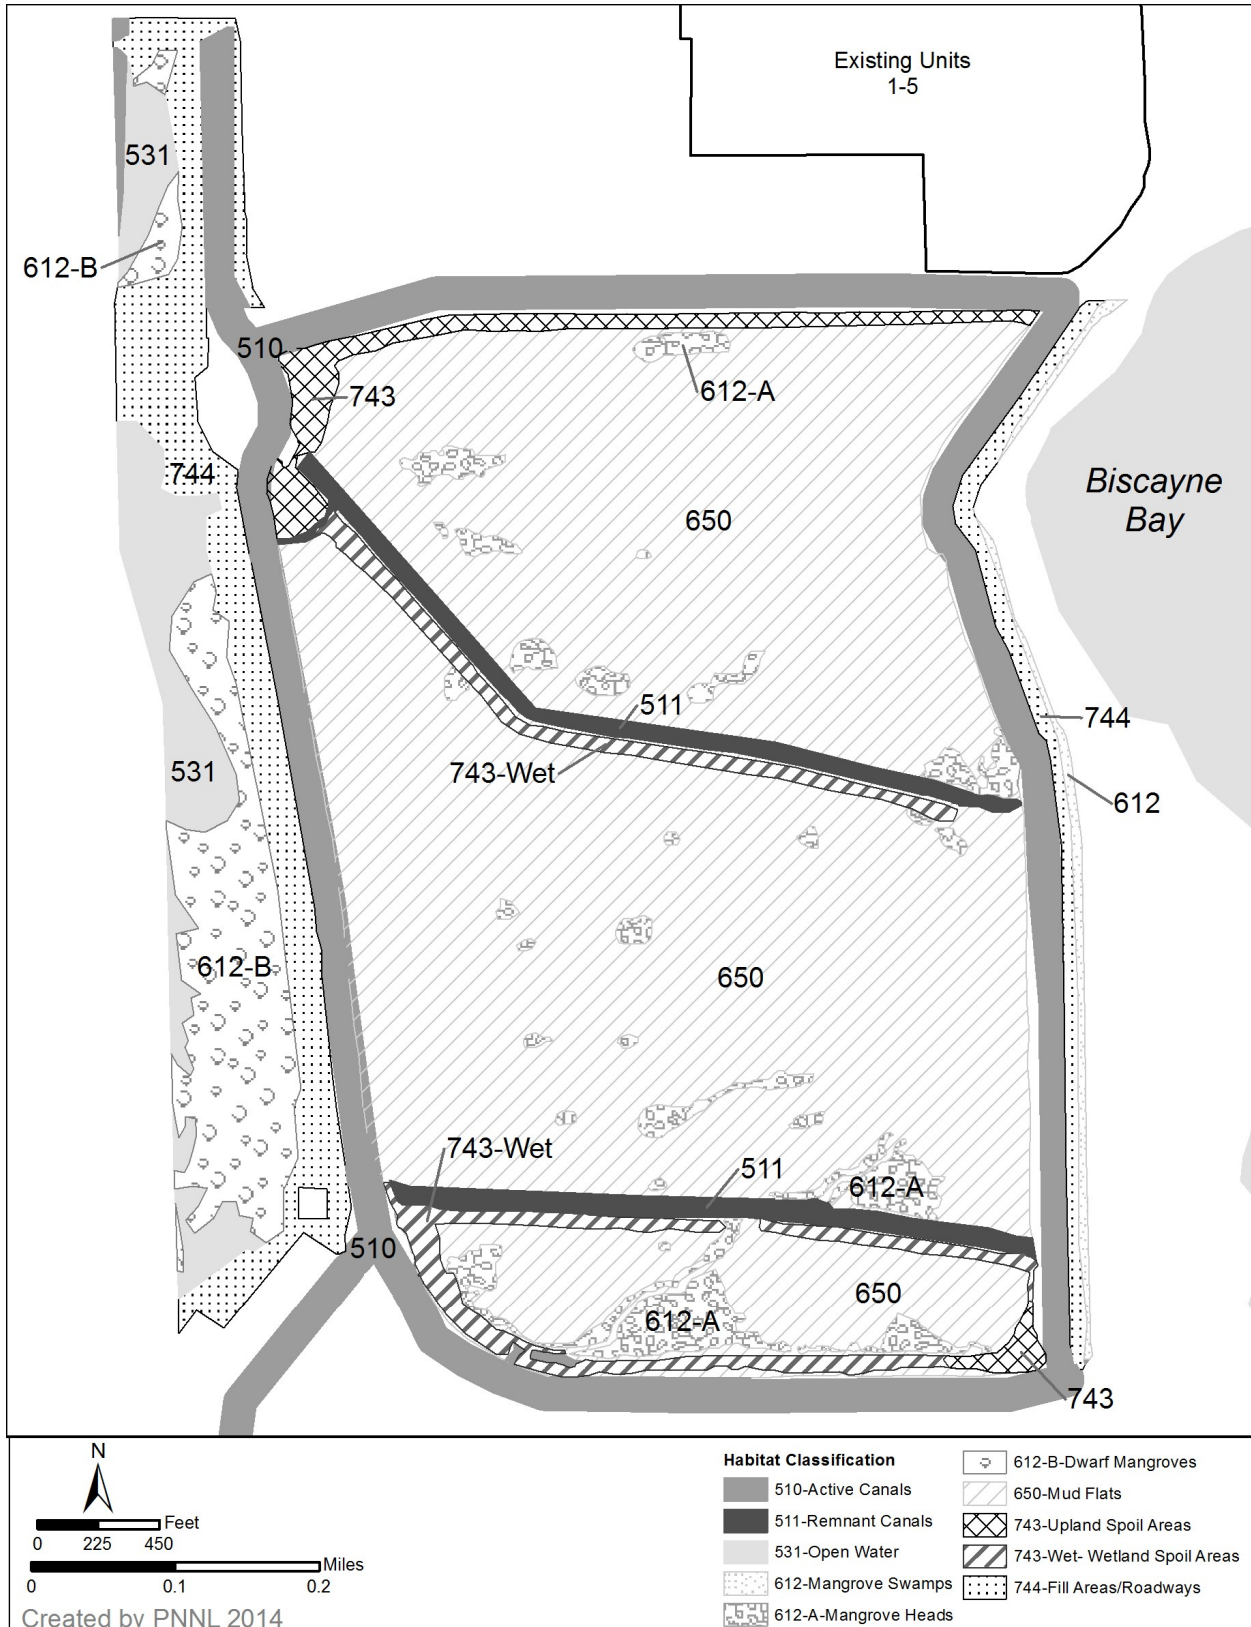 Existing Units
1-5
531
612-B
510
743
612-A
744
650
Biscayne
Bay
511
744
743-Wet
531
612
612-B
650
743-Wet
511
612-A
510
650
612-A
743
N
Feet
0 225 450
Miles
0 0.1 0.2
Created by PNNL 2014
Habitat Classification
510-Active Canals
511-Remnant Canals
531-Open Water
612-Mangrove Swamps
612-A-Mangrove Heads
612-B-Dwarf Mangroves
650-Mud Flats
743-Upland Spoil Areas
743-Wet- Wetland Spoil Areas
744-Fill Areas/Roadways